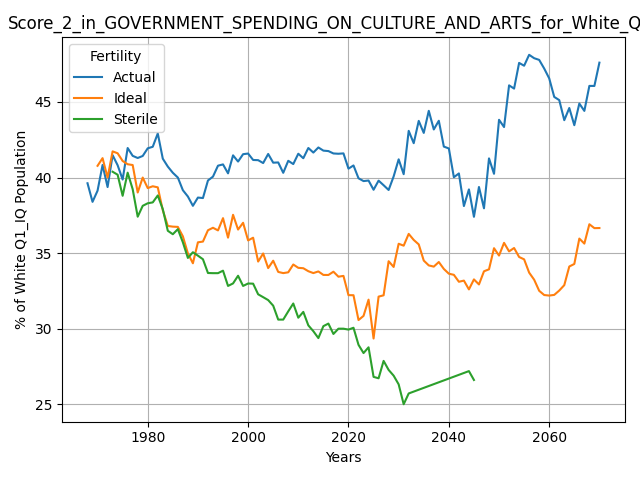 Score_2_in_GOVERNMENT_SPENDING_ON_CULTURE_AND_ARTS_for_White_Q
Fertility
Actual
Ideal
Sterile
% of White Q1_IQ Population
45
40
35
30
25
1980
2000
2020
2040
2060
Years